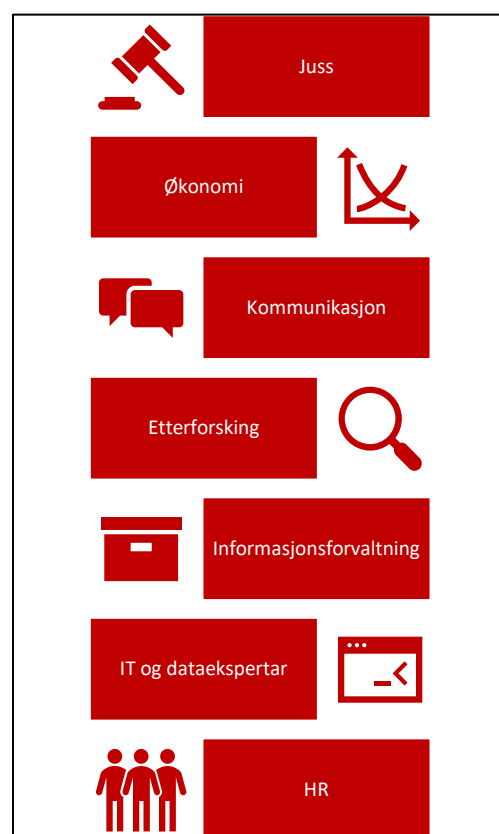 Juss
Økonomi
Kommunikasjon
Etterforsking
Informasjonsforvaltning
IT og dataekspertar
HR